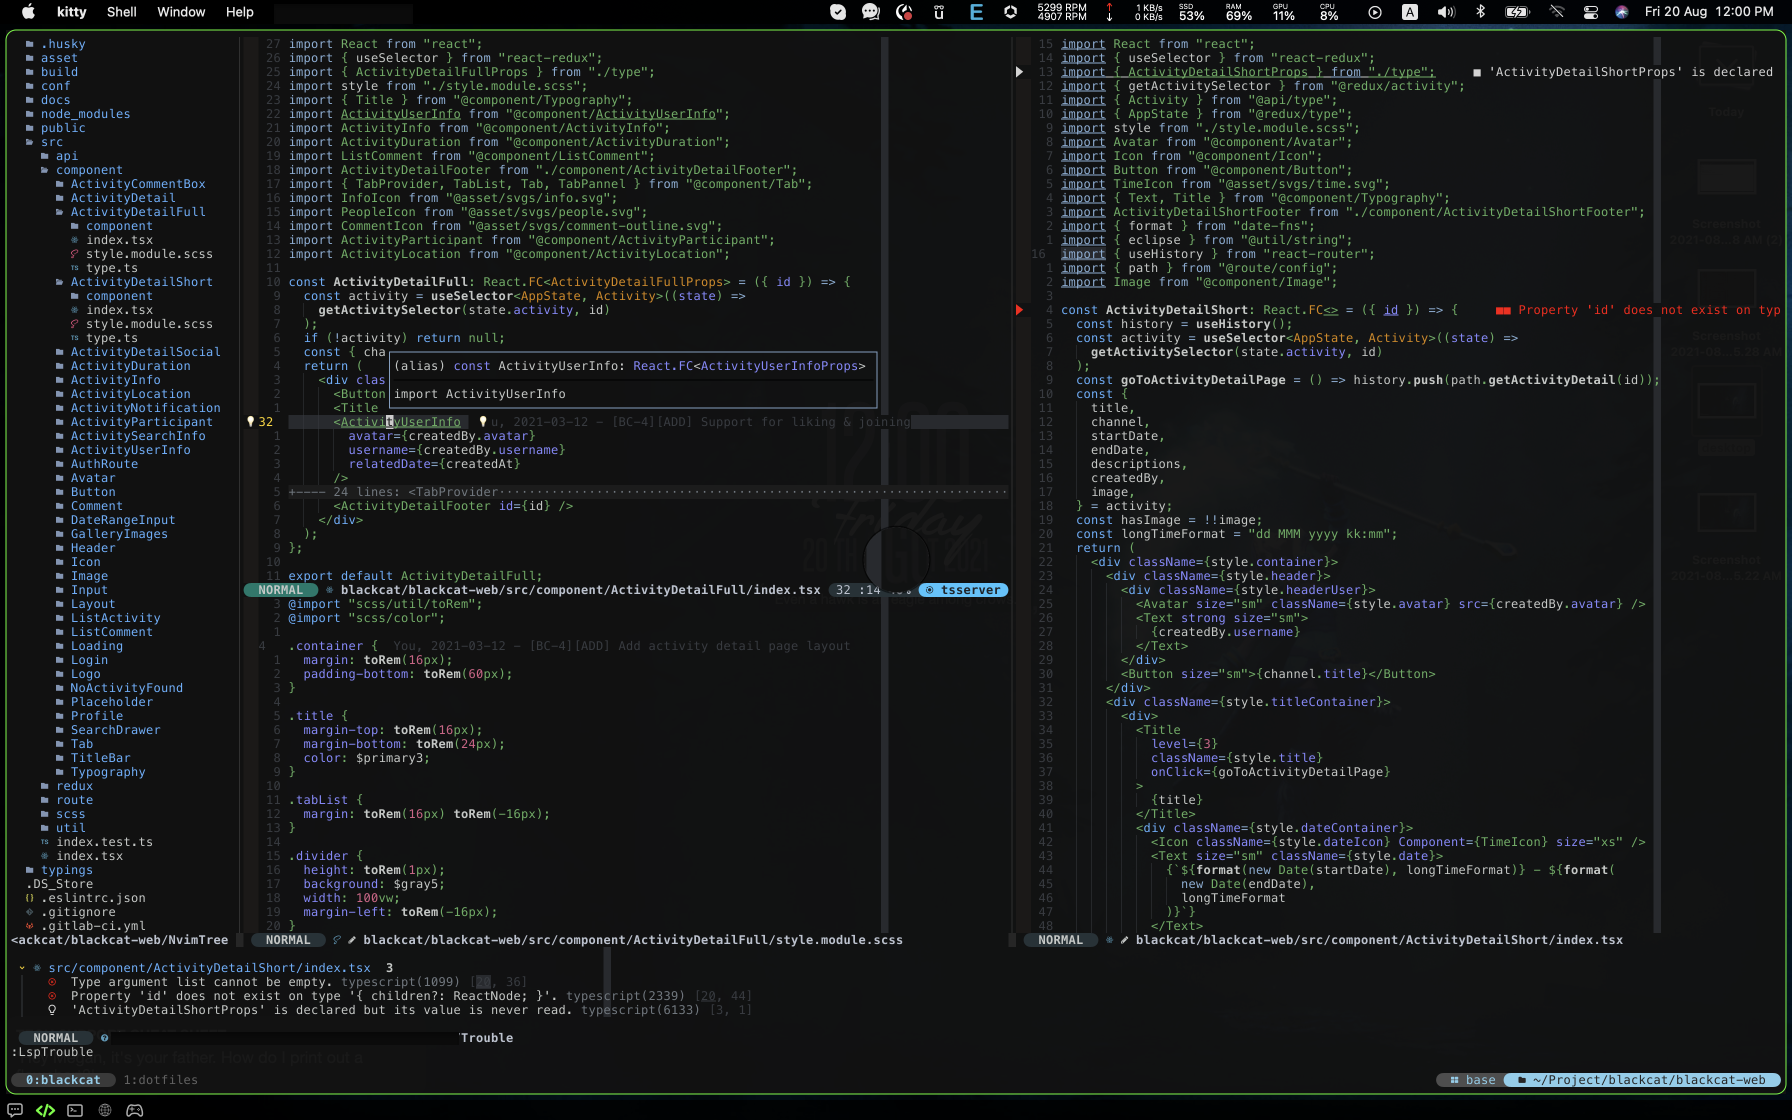 kitty Shell Window Help
5299 RPM 4907 RPM 1 KB/s 0 KB/s SSD 53% RAM 69% GPU 11% CPU 8% A Fri 20 Aug 12:00 PM
.husky
asset
build
conf
docs
node_modules
public
src
api
component
ActivityCommentBox
ActivityDetail
ActivityDetailFull
component
index.tsx
style.module.scss
TS type.ts
ActivityDetailShort
component
index.tsx
style.module.scss
TS type.ts
ActivityDetailSocial
ActivityDuration
ActivityInfo
ActivityLocation
ActivityNotification
ActivityParticipant
ActivitySearchInfo
ActivityUserInfo
AuthRoute
Avatar
Button
Comment
DateRangeInput
GalleryImages
Header
Icon
Image
Input
Layout
ListActivity
ListComment
Loading
Login
Logo
NoActivityFound
Placeholder
Profile
SearchDrawer
Tab
TitleBar
Typography
redux
route
scss
util
TS index.test.ts
index.tsx
typings
.DS_Store
{} .eslintrc.json
.gitignore
.gitlab-ci.yml
<ackcat/blackcat-web/NvimTree
27 import React from "react";
26 import { useSelector } from "react-redux";
25 import { ActivityDetailFullProps } from "./type";
24 import style from "./style.module.scss";
23 import { Title } from "@component/Typography";
22 import ActivityUserInfo from "@component/ActivityUserInfo";
21 import ActivityInfo from "@component/ActivityInfo";
20 import ActivityDuration from "@component/ActivityDuration";
19 import ListComment from "@component/ListComment";
18 import ActivityDetailFooter from "./component/ActivityDetailFooter";
17 import { TabProvider, TabList, Tab, TabPannel } from "@component/Tab";
16 import InfoIcon from "@asset/svgs/info.svg";
15 import PeopleIcon from "@asset/svgs/people.svg";
14 import CommentIcon from "@asset/svgs/comment-outline.svg";
13 import ActivityParticipant from "@component/ActivityParticipant";
12 import ActivityLocation from "@component/ActivityLocation";
11
10 const ActivityDetailFull: React.FC<ActivityDetailFullProps> = ({ id }) => {
9 const activity = useSelector<AppState, Activity>((state) =>
8 getActivitySelector(state.activity, id)
7 );
6 if (!activity) return null;
5 const { cha
4 return (
3 <div clas
2 <Button
1 <Title
(alias) const ActivityUserInfo: React.FC<ActivityUserInfoProps>
import ActivityUserInfo
32 <ActivityUserInfo u, 2021-03-12 - [BC-4][ADD] Support for liking & joining
1 avatar={createdBy.avatar}
2 username={createdBy.username}
3 relatedDate={createdAt}
4 />
5 +---- 24 lines: <TabProvider
6 <ActivityDetailFooter id={id} />
7 </div>
8 );
9 };
10
11 export default ActivityDetailFull;
NORMAL blackcat/blackcat-web/src/component/ActivityDetailFull/index.tsx 32 :14 tsserver
3 @import "scss/util/toRem";
2 @import "scss/color";
1
4 .container { You, 2021-03-12 - [BC-4][ADD] Add activity detail page layout
1 margin: toRem(16px);
2 padding-bottom: toRem(60px);
3 }
4
5 .title {
6 margin-top: toRem(16px);
7 margin-bottom: toRem(24px);
8 color: $primary3;
9 }
10
11 .tabList {
12 margin: toRem(16px) toRem(-16px);
13 }
14
15 .divider {
16 height: toRem(1px);
17 background: $gray5;
18 width: 100vw;
19 margin-left: toRem(-16px);
20 }
NORMAL blackcat/blackcat-web/src/component/ActivityDetailFull/style.module.scss
15 import React from "react";
14 import { useSelector } from "react-redux";
13 import { ActivityDetailShortProps } from "./type"; ■ 'ActivityDetailShortProps' is declared
12 import { getActivitySelector } from "@redux/activity";
11 import { Activity } from "@api/type";
10 import { AppState } from "@redux/type";
9 import style from "./style.module.scss";
8 import Avatar from "@component/Avatar";
7 import Icon from "@component/Icon";
6 import Button from "@component/Button";
5 import TimeIcon from "@asset/svgs/time.svg";
4 import { Text, Title } from "@component/Typography";
3 import ActivityDetailShortFooter from "./component/ActivityDetailShortFooter";
2 import { format } from "date-fns";
1 import { eclipse } from "@util/string";
16 import { useHistory } from "react-router";
1 import { path } from "@route/config";
2 import Image from "@component/Image";
3
4 const ActivityDetailShort: React.FC<> = ({ id }) => { ■■ Property 'id' does not exist on typ
5 const history = useHistory();
6 const activity = useSelector<AppState, Activity>((state) =>
7 getActivitySelector(state.activity, id)
8 );
9 const goToActivityDetailPage = () => history.push(path.getActivityDetail(id));
10 const {
11 title,
12 channel,
13 startDate,
14 endDate,
15 descriptions,
16 createdBy,
17 image,
18 } = activity;
19 const hasImage = !!image;
20 const longTimeFormat = "dd MMM yyyy kk:mm";
21 return (
22 <div className={style.container}>
23 <div className={style.header}>
24 <div className={style.headerUser}>
25 <Avatar size="sm" className={style.avatar} src={createdBy.avatar} />
26 <Text strong size="sm">
27 {createdBy.username}
28 </Text>
29 </div>
30 <Button size="sm">{channel.title}</Button>
31 </div>
32 <div className={style.titleContainer}>
33 <div>
34 <Title
35 level={3}
36 className={style.title}
37 onClick={goToActivityDetailPage}
38 >
39 {title}
40 </Title>
41 <div className={style.dateContainer}>
42 <Icon className={style.dateIcon} Component={TimeIcon} size="xs" />
43 <Text size="sm" className={style.date}>
44 {`${format(new Date(startDate), longTimeFormat)} - ${format(
45 new Date(endDate),
46 longTimeFormat
47 )}`}
48 </Text>
NORMAL blackcat/blackcat-web/src/component/ActivityDetailShort/index.tsx
src/component/ActivityDetailShort/index.tsx 3
Type argument list cannot be empty. typescript(1099) [20, 36]
Property 'id' does not exist on type '{ children?: ReactNode; }'. typescript(2339) [20, 44]
'ActivityDetailShortProps' is declared but its value is never read. typescript(6133) [3, 1]
NORMAL Trouble
:LspTrouble
0:blackcat 1:dotfiles base ~/Project/blackcat/blackcat-web